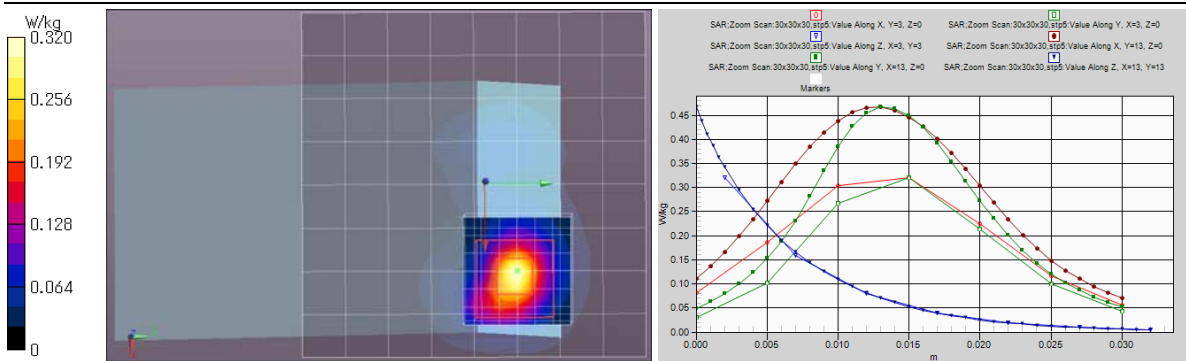 W/kg
0.320
0.256
0.192
0.128
0.064
0
SAR;Zoom Scan:30x30x30,stp5:Value Along X, Y=3, Z=0
SAR;Zoom Scan:30x30x30,stp5:Value Along Y, X=3, Z=0
SAR;Zoom Scan:30x30x30,stp5:Value Along Z, X=3, Y=3
SAR;Zoom Scan:30x30x30,stp5:Value Along X, Y=13, Z=0
SAR;Zoom Scan:30x30x30,stp5:Value Along Y, X=13, Z=0
SAR;Zoom Scan:30x30x30,stp5:Value Along Z, X=13, Y=13
Markers
W/kg
0.45
0.40
0.35
0.30
0.25
0.20
0.15
0.10
0.05
0.00
0.000 0.005 0.010 0.015 0.020 0.025 0.030
m